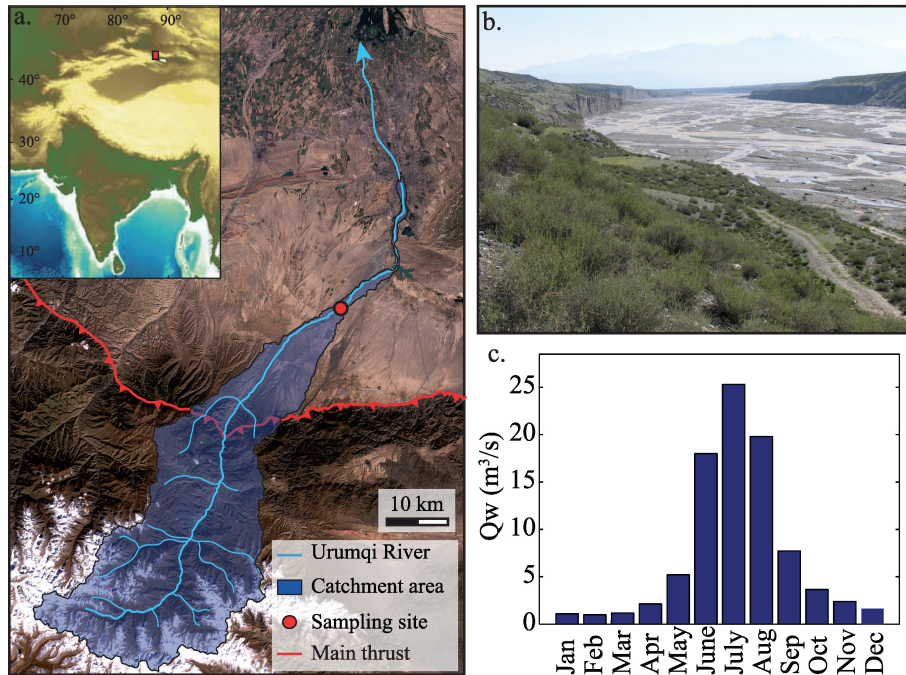 a.
70° 80° 90°
40°
30°
20°
10°
10 km
Urumqi River
Catchment area
Sampling site
Main thrust
b.
c.
Qw (m³/s)
25
20
15
10
5
0
Jan Feb Mar Apr May June July Aug Sep Oct Nov Dec